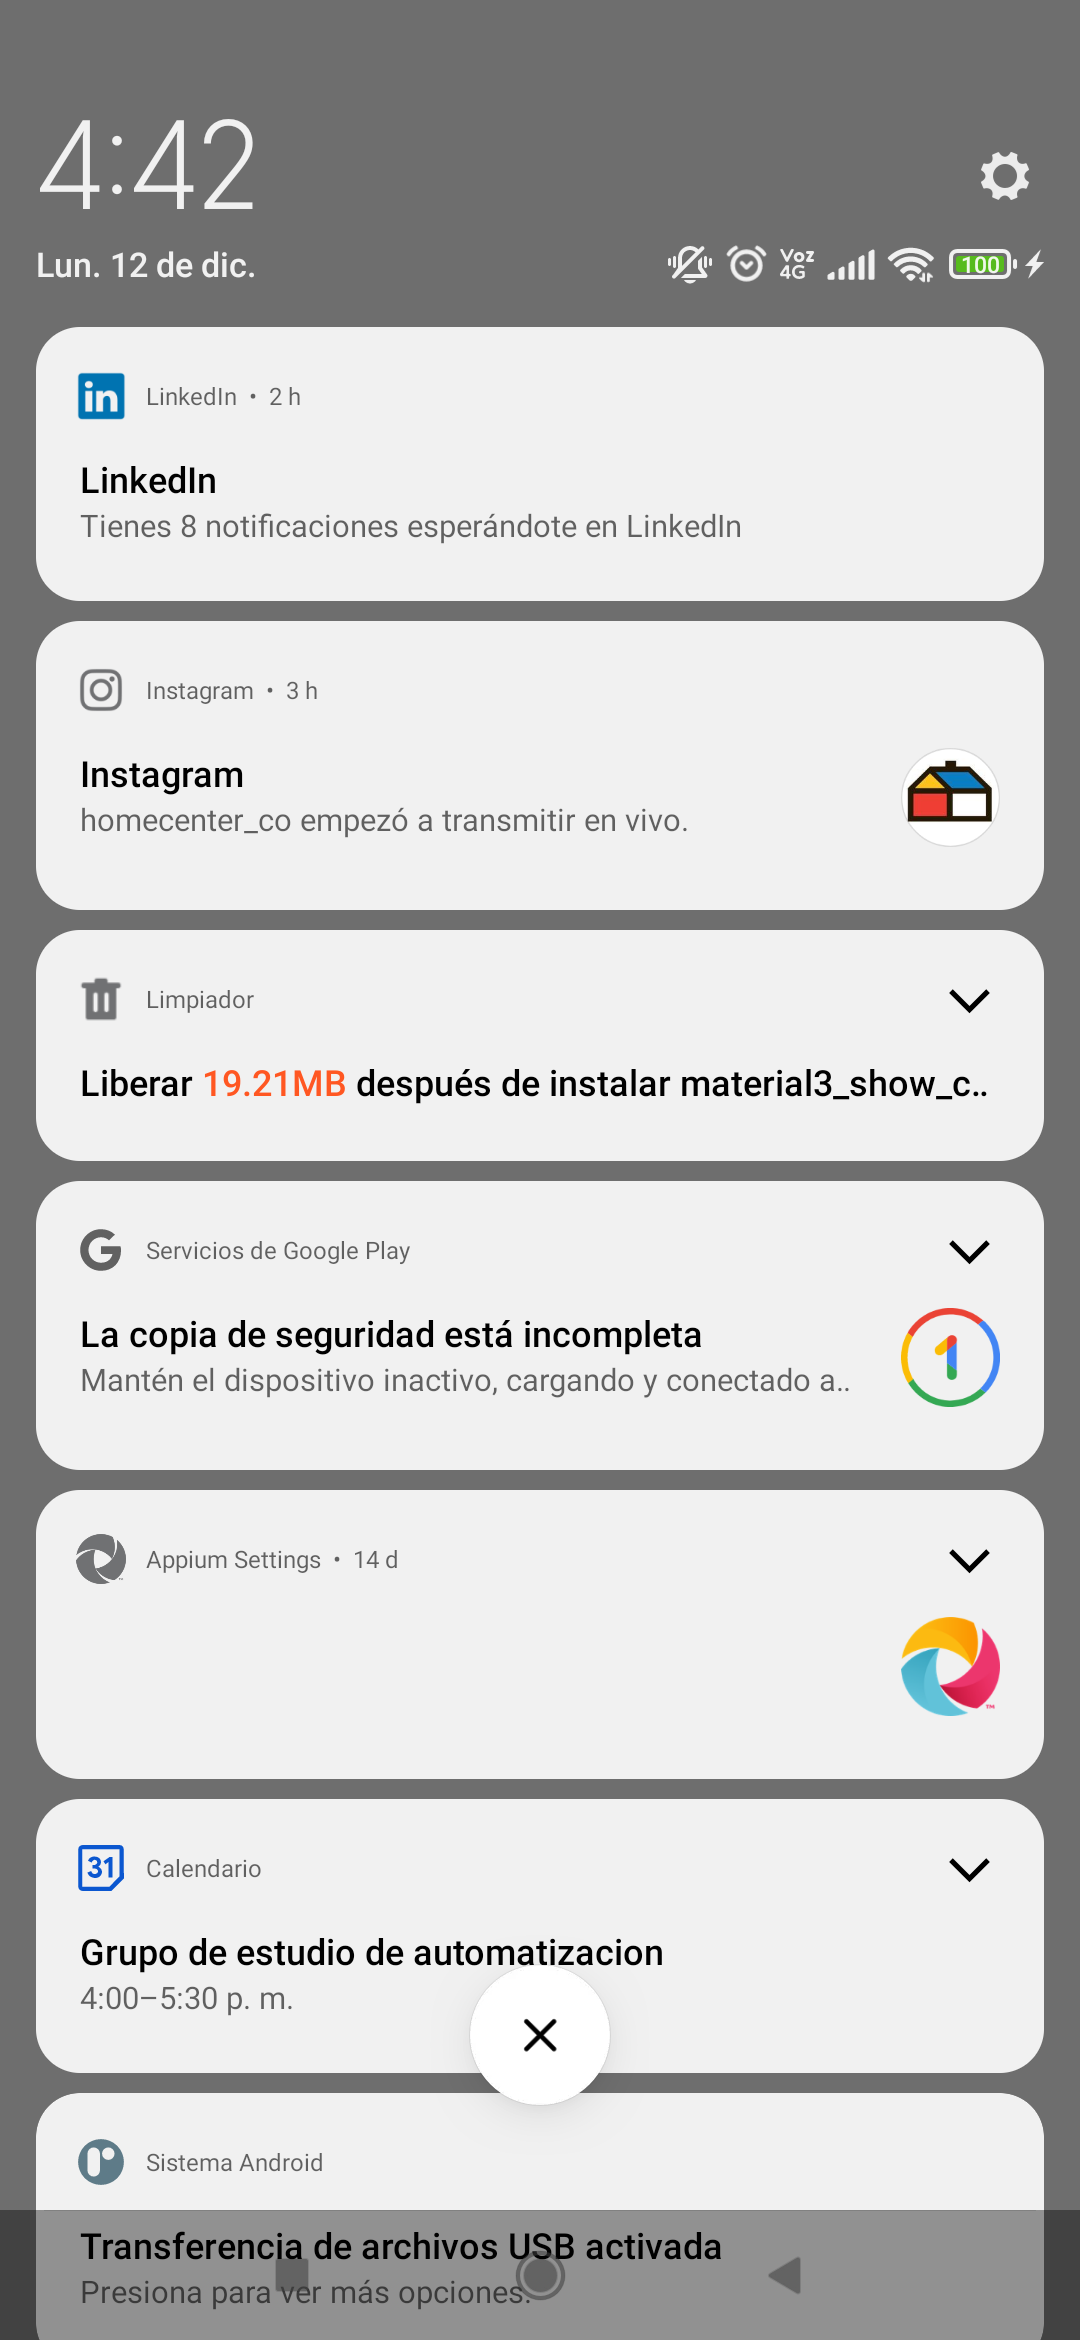 4:42
Lun. 12 de dic.
Voz
4G
100
in
LinkedIn • 2 h
LinkedIn
Tienes 8 notificaciones esperándote en LinkedIn
Instagram • 3 h
Instagram
homecenter_co empezó a transmitir en vivo.
Limpiador
Liberar 19.21MB después de instalar material3_show_c..
G
Servicios de Google Play
La copia de seguridad está incompleta
Mantén el dispositivo inactivo, cargando y conectado a..
1
Appium Settings • 14 d
TM
31
Calendario
Grupo de estudio de automatizacion
4:00–5:30 p. m.
Sistema Android
Transferencia de archivos USB activada
Presiona para ver más opciones.